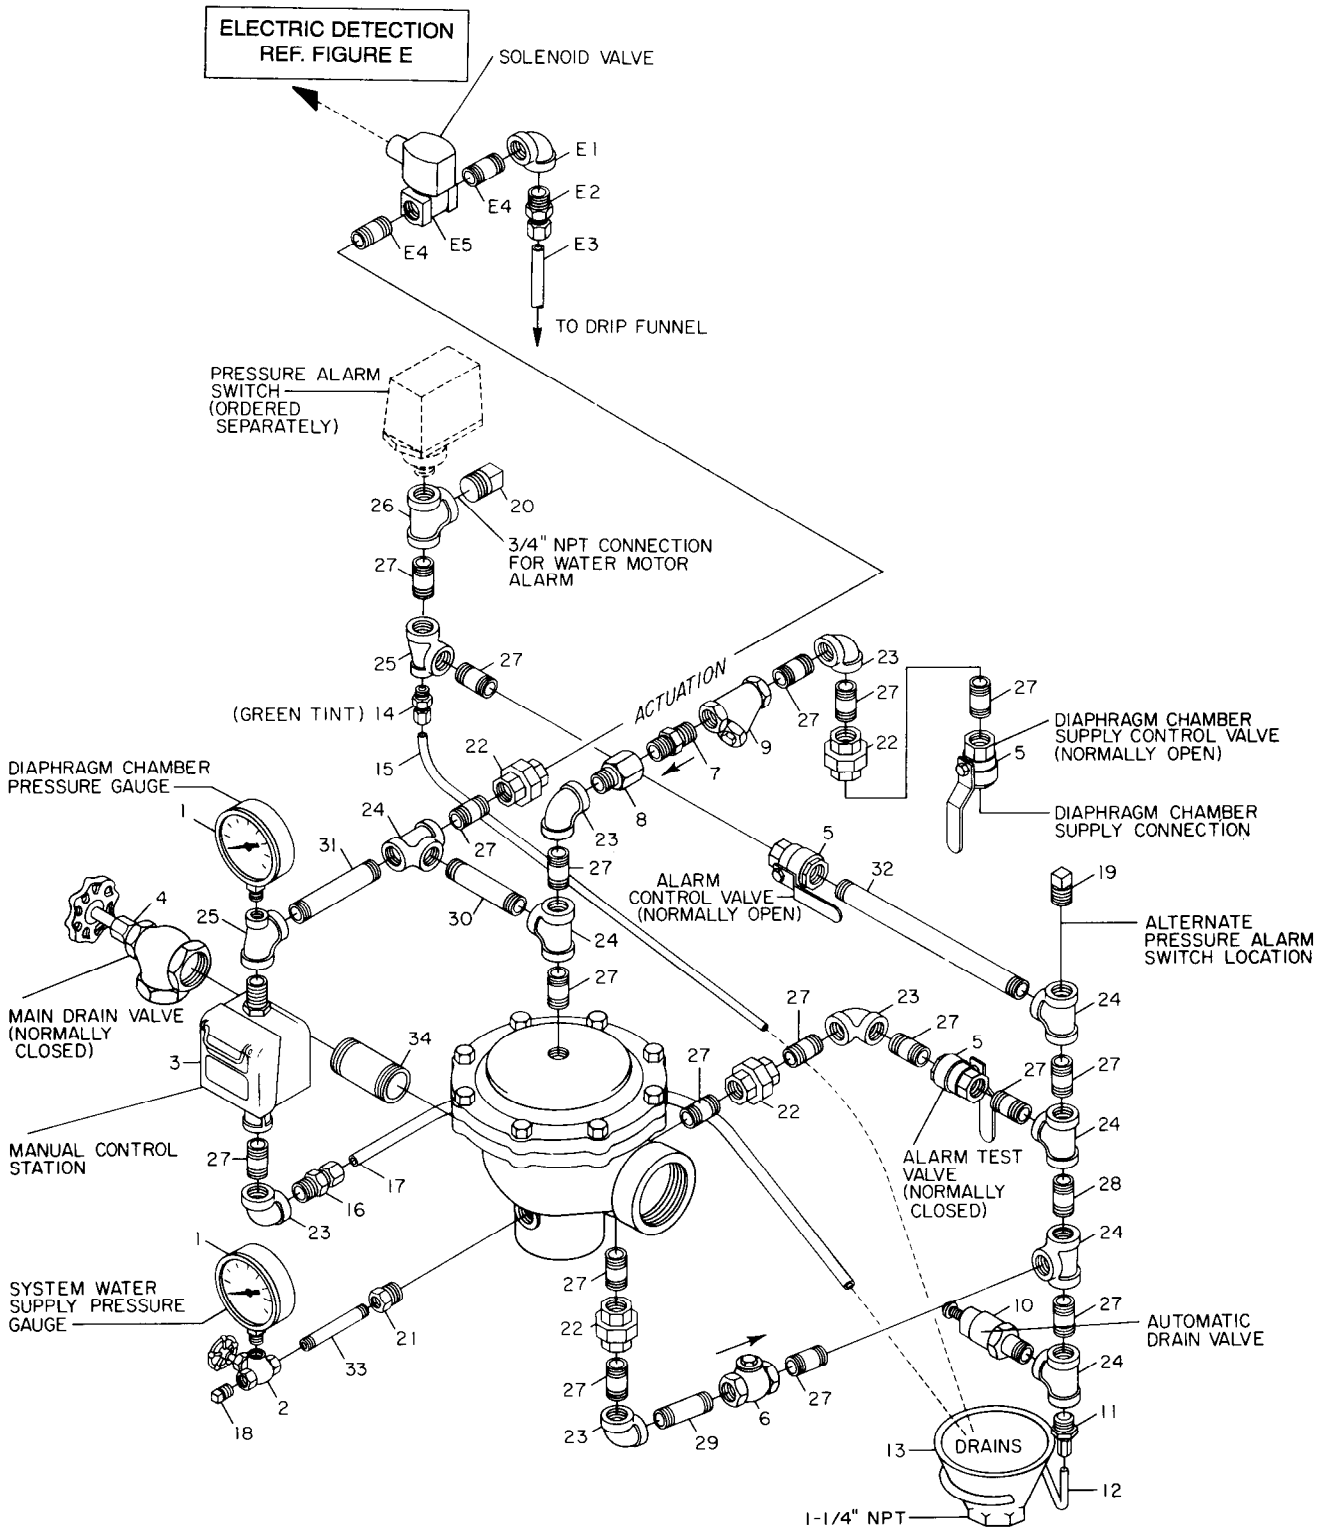 ELECTRIC DETECTION
REF. FIGURE E
SOLENOID VALVE
E1
E2
E4
E5
E4
E3
TO DRIP FUNNEL
PRESSURE ALARM
SWITCH
(ORDERED
SEPARATELY)
26
20
3/4" NPT CONNECTION
FOR WATER MOTOR
ALARM
27
25
27
(GREEN TINT) 14
ACTUATION
23
27
27
27
9
22
DIAPHRAGM CHAMBER
SUPPLY CONTROL VALVE
(NORMALLY OPEN)
5
DIAPHRAGM CHAMBER
SUPPLY CONNECTION
15
22
7
8
DIAPHRAGM CHAMBER
PRESSURE GAUGE
1
24
27
23
31
27
30
5
ALARM
CONTROL VALVE
(NORMALLY OPEN)
32
19
ALTERNATE
PRESSURE ALARM
SWITCH LOCATION
4
25
24
27
MAIN DRAIN VALVE
(NORMALLY
CLOSED)
3
34
27
23
27
5
24
27
27
27
22
24
MANUAL CONTROL
STATION
27
16
17
23
ALARM TEST
VALVE
(NORMALLY
CLOSED)
28
24
1
SYSTEM WATER
SUPPLY PRESSURE
GAUGE
21
33
2
18
27
22
27
23
29
6
27
10
27
AUTOMATIC
DRAIN VALVE
24
11
13
DRAINS
12
1-1/4" NPT